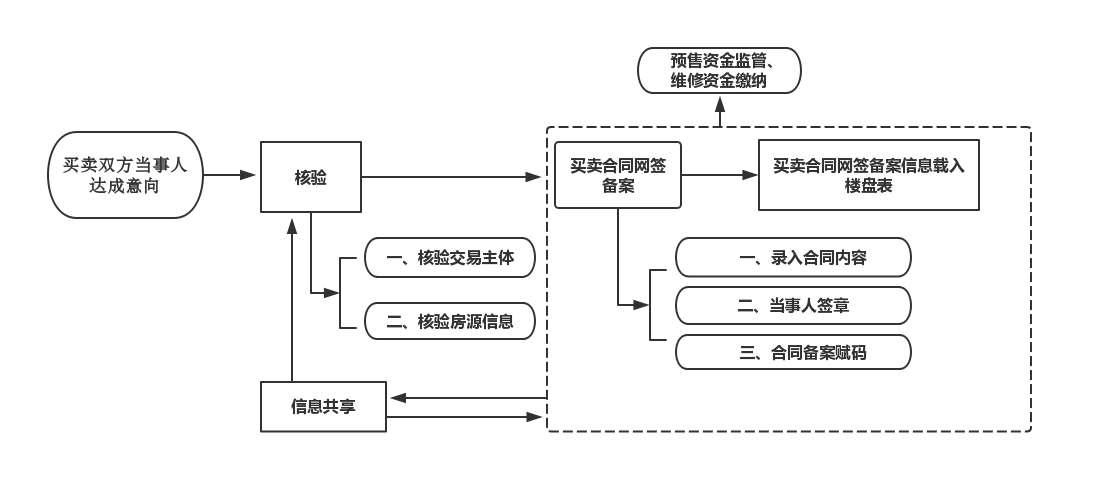 预售资金监管、
维修资金缴纳
买卖双方当事人
达成意向
核验
买卖合同网签
备案
买卖合同网签备案信息载入
楼盘表
一、核验交易主体
二、核验房源信息
一、录入合同内容
二、当事人签章
三、合同备案赋码
信息共享